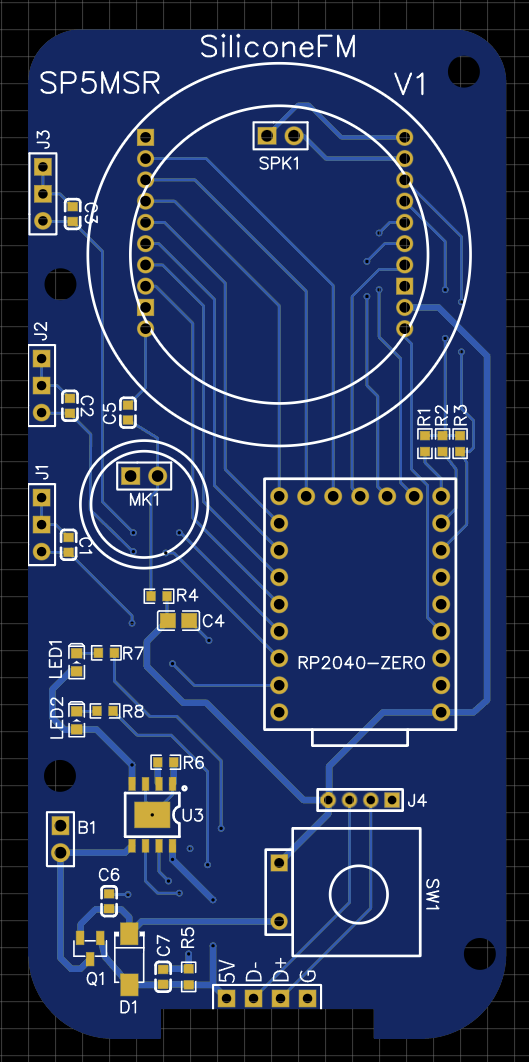 SiliconeFM
SP5MSR
V1
J3
SPK1
C3
J2
C2
C5
R1
R2
R3
J1
MK1
C1
R4
C4
LED1
R7
RP2040-ZERO
LED2
R8
R6
J4
U3
B1
SW1
C6
C7
R5
Q1
D1
5V
D-
D+
G